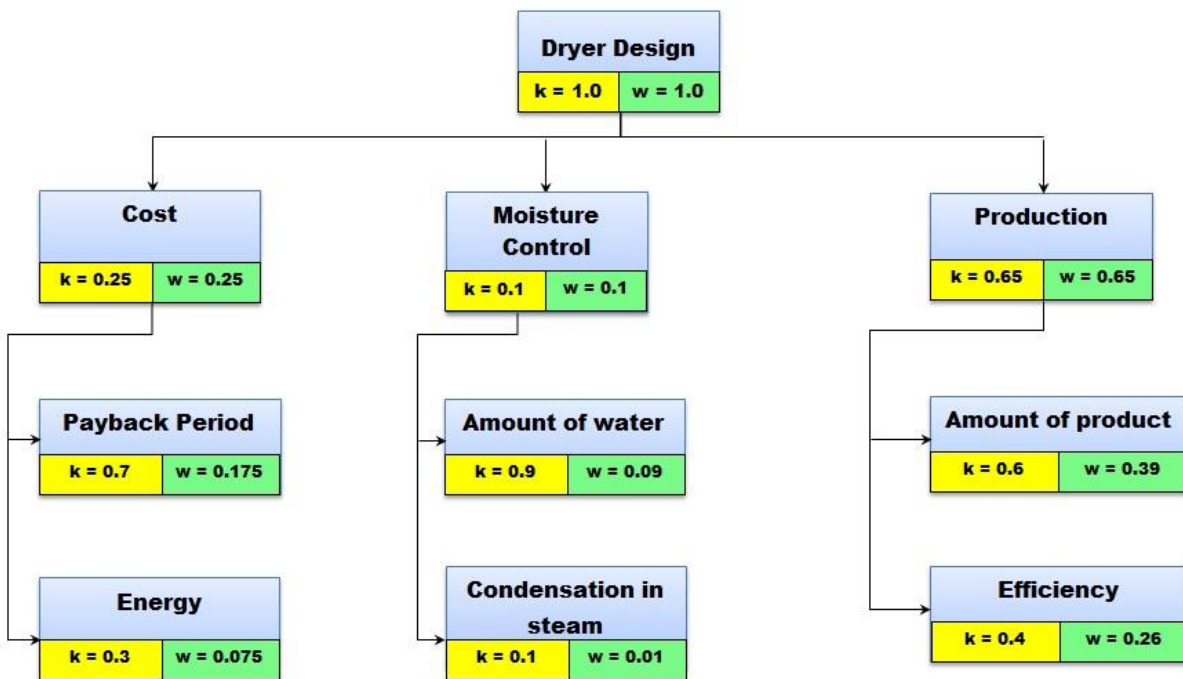 Dryer Design
k = 1.0 w = 1.0
Cost
k = 0.25 w = 0.25
Moisture
Control
k = 0.1 w = 0.1
Production
k = 0.65 w = 0.65
Payback Period
k = 0.7 w = 0.175
Amount of water
k = 0.9 w = 0.09
Amount of product
k = 0.6 w = 0.39
Energy
k = 0.3 w = 0.075
Condensation in
steam
k = 0.1 w = 0.01
Efficiency
k = 0.4 w = 0.26